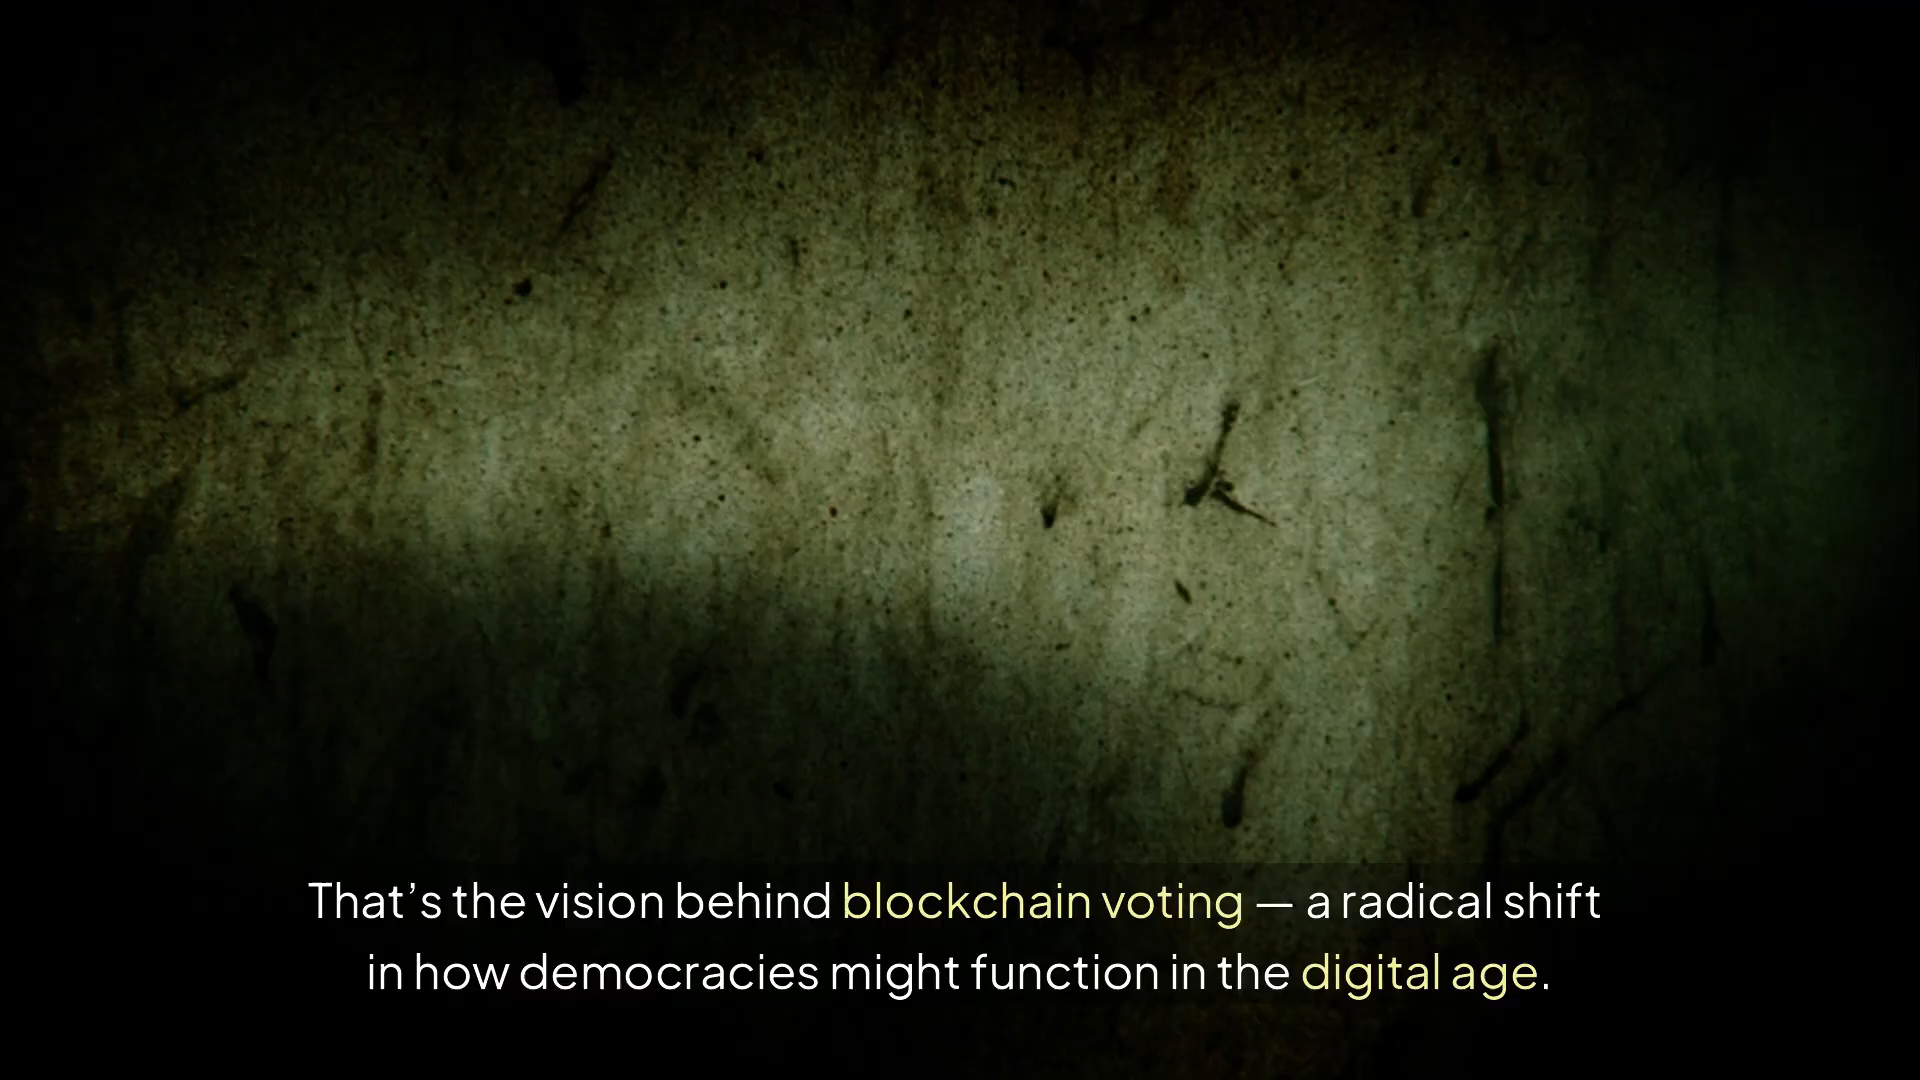 That’s the vision behind blockchain voting — a radical shift
in how democracies might function in the digital age.